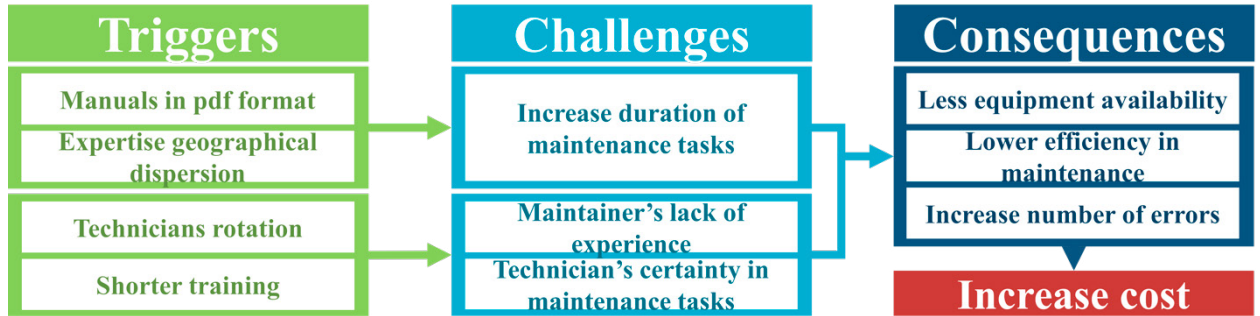 Triggers
Manuals in pdf format
Expertise geographical
dispersion
Technicians rotation
Shorter training
Challenges
Increase duration of
maintenance tasks
Maintainer’s lack of
experience
Technician’s certainty in
maintenance tasks
Consequences
Less equipment availability
Lower efficiency in
maintenance
Increase number of errors
Increase cost